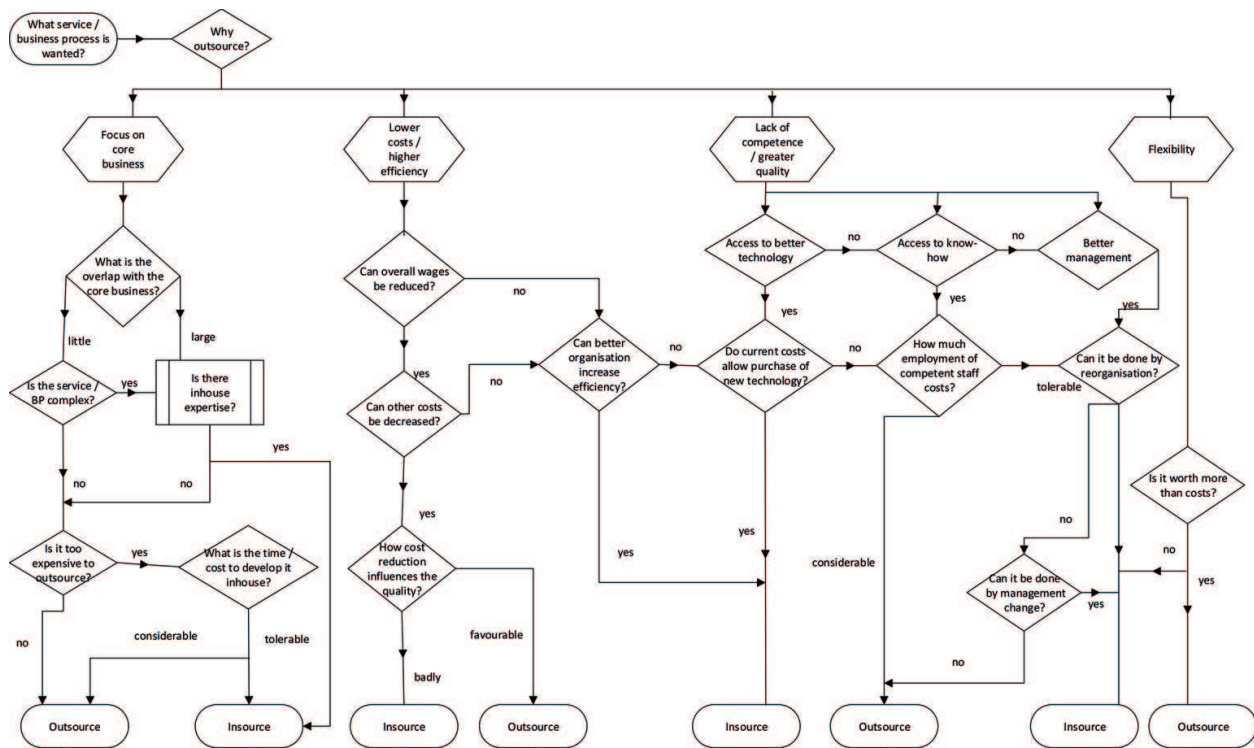 What service /
business process is
wanted?
Why
outsource?
Focus on
core
business
Lower
costs /
higher
efficiency
Lack of
competence
/ greater
quality
Flexibility
What is the
overlap with the
core business?
little
large
Is the service /
BP complex?
yes
Is there
inhouse
expertise?
yes
no
no
Is it too
expensive to
outsource?
yes
What is the time /
cost to develop it
inhouse?
no
considerable
tolerable
Outsource
Insource
Can overall wages
be reduced?
no
yes
Can other costs
be decreased?
no
yes
How cost
reduction
influences the
quality?
favourable
badly
Insource
Outsource
Can better
organisation
increase
efficiency?
no
yes
Access to better
technology
no
yes
Access to know-
how
no
yes
Better
management
yes
Do current costs
allow purchase of
new technology?
no
yes
How much
employment of
competent staff
costs?
tolerable
considerable
Can it be done by
reorganisation?
no
Can it be done
by management
change?
yes
no
Is it worth more
than costs?
no
yes
Insource
Outsource
Insource
Outsource